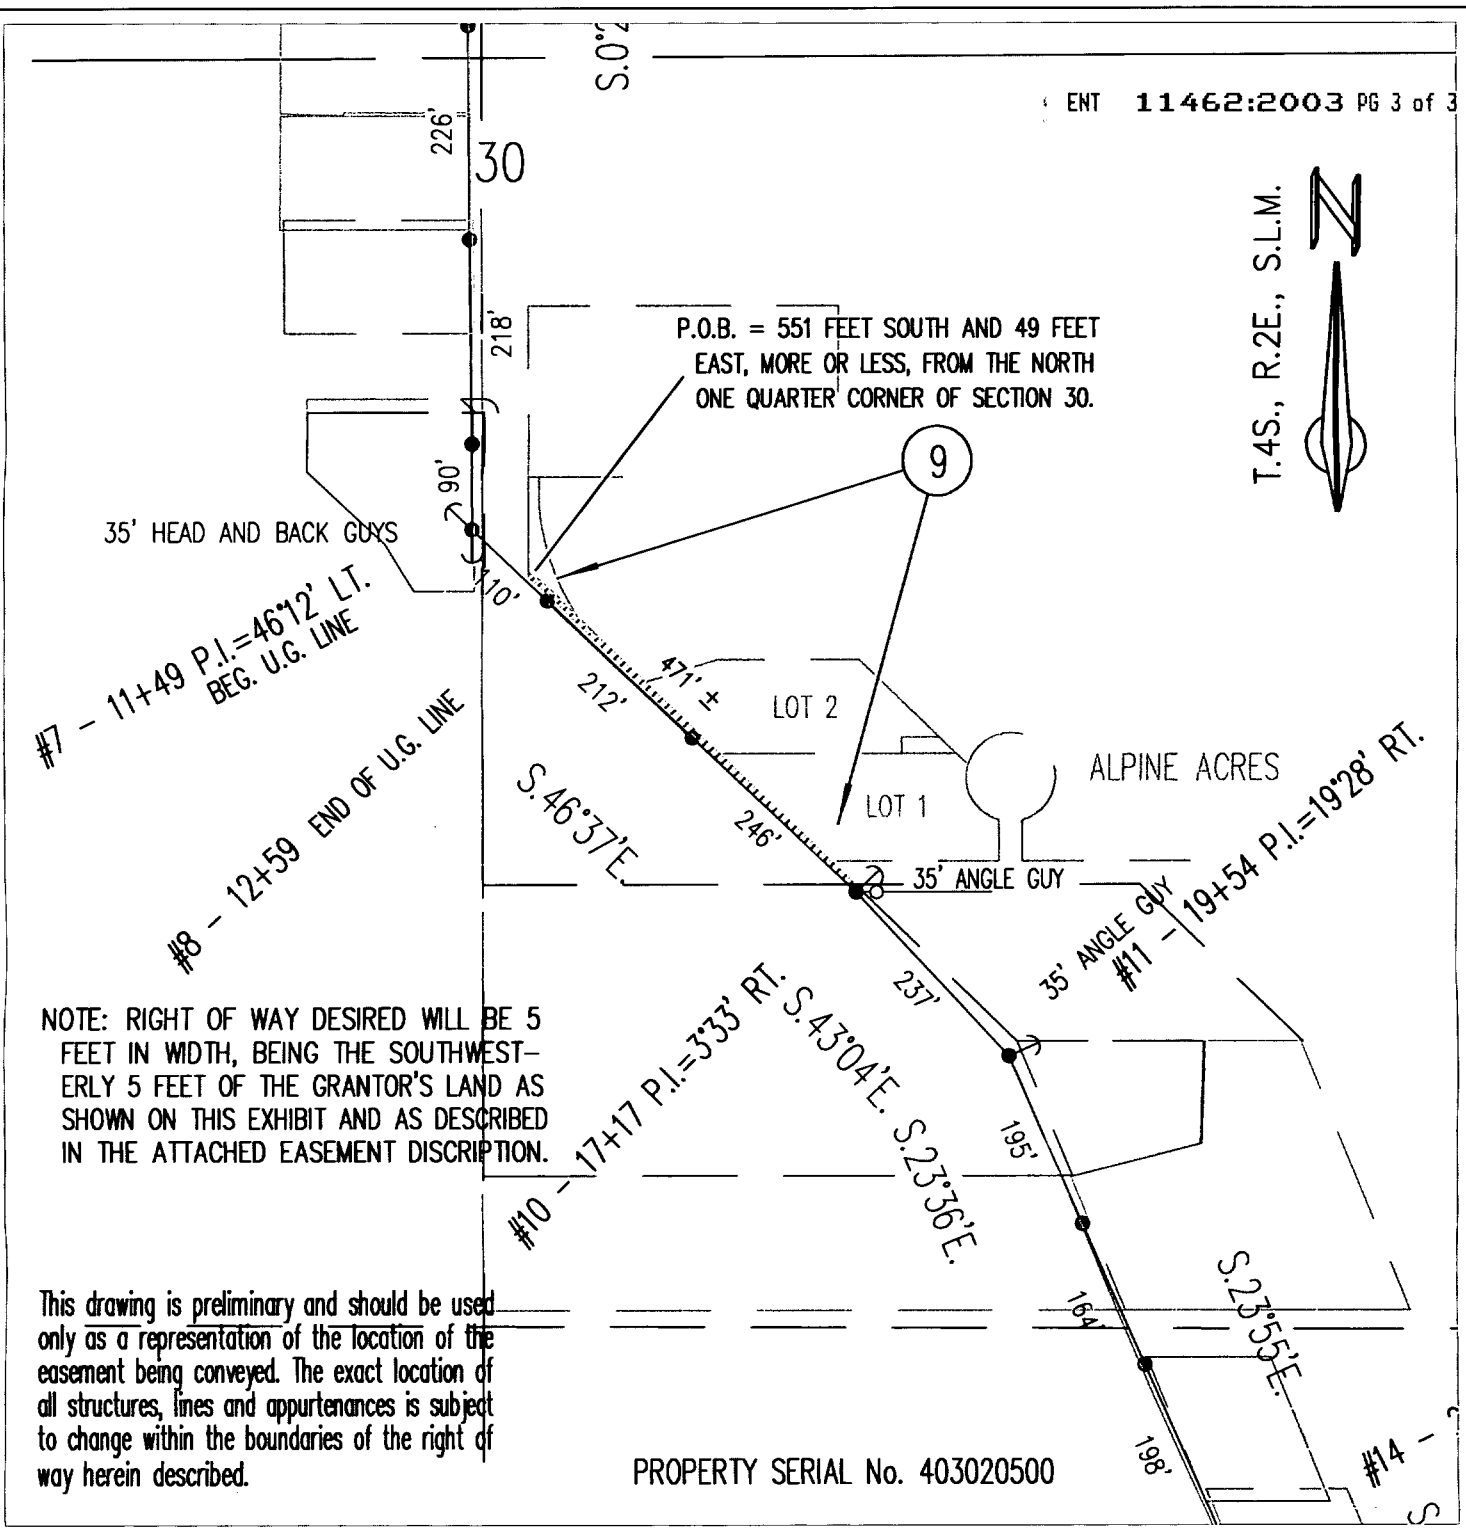 S.0°2
ENT 11462:2003 PG 3 of 3
226'
30
N
T.4S., R.2E., S.L.M.
218'
P.O.B. = 551 FEET SOUTH AND 49 FEET
EAST, MORE OR LESS, FROM THE NORTH
ONE QUARTER CORNER OF SECTION 30.
9
90'
35' HEAD AND BACK GUYS
110'
#7 - 11+49 P.I.=46°12' LT.
BEG. U.G. LINE
212'
471' ±
LOT 2
#8 - 12+59 END OF U.G. LINE
S.46°37'E.
246'
LOT 1
ALPINE ACRES
35' ANGLE GUY
35' ANGLE GUY
#11 - 19+54 P.I.=19°28' RT.
237'
NOTE: RIGHT OF WAY DESIRED WILL BE 5
FEET IN WIDTH, BEING THE SOUTHWEST-
ERLY 5 FEET OF THE GRANTOR'S LAND AS
SHOWN ON THIS EXHIBIT AND AS DESCRIBED
IN THE ATTACHED EASEMENT DISCRIPTION.
#10 - 17+17 P.I.=3°33' RT.
S.43°04'E.
S.23°36'E.
195'
164'
S.23°55'E.
198'
#14 -
S
This drawing is preliminary and should be used
only as a representation of the location of the
easement being conveyed. The exact location of
all structures, lines and appurtenances is subject
to change within the boundaries of the right of
way herein described.
PROPERTY SERIAL No. 403020500